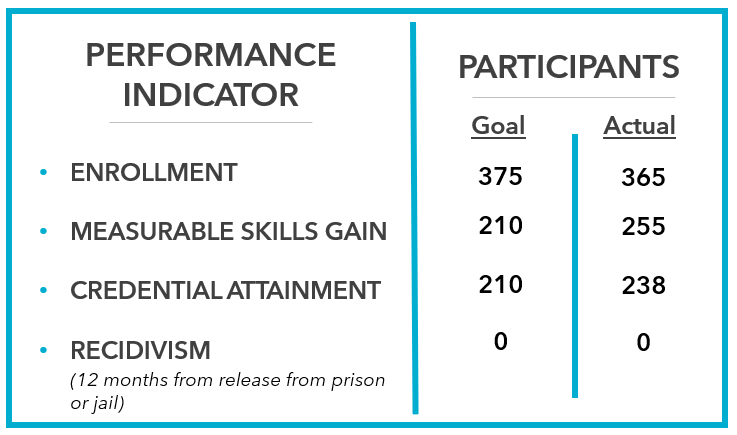 PERFORMANCE
INDICATOR
PARTICIPANTS
Goal Actual
• ENROLLMENT 375 365
• MEASURABLE SKILLS GAIN 210 255
• CREDENTIAL ATTAINMENT 210 238
• RECIDIVISM 0 0
(12 months from release from prison
or jail)